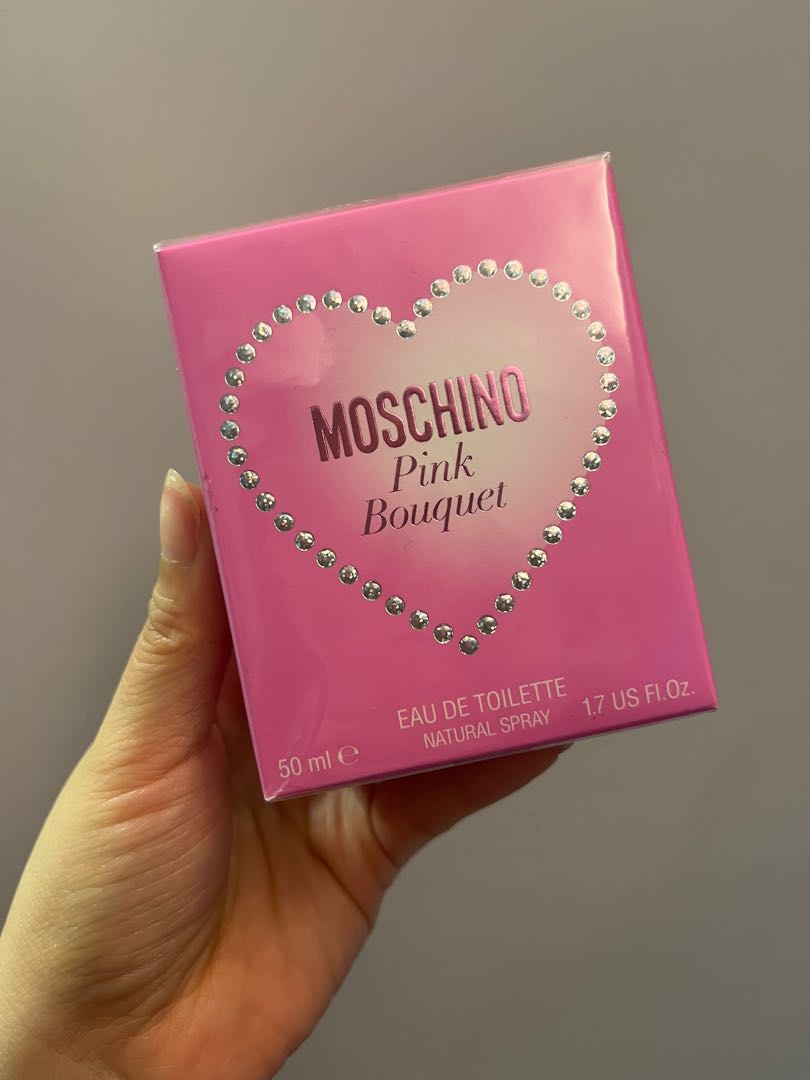 MOSCHINO
Pink
Bouquet
EAU DE TOILETTE
NATURAL SPRAY
50 ml ℮
1.7 US Fl.Oz.